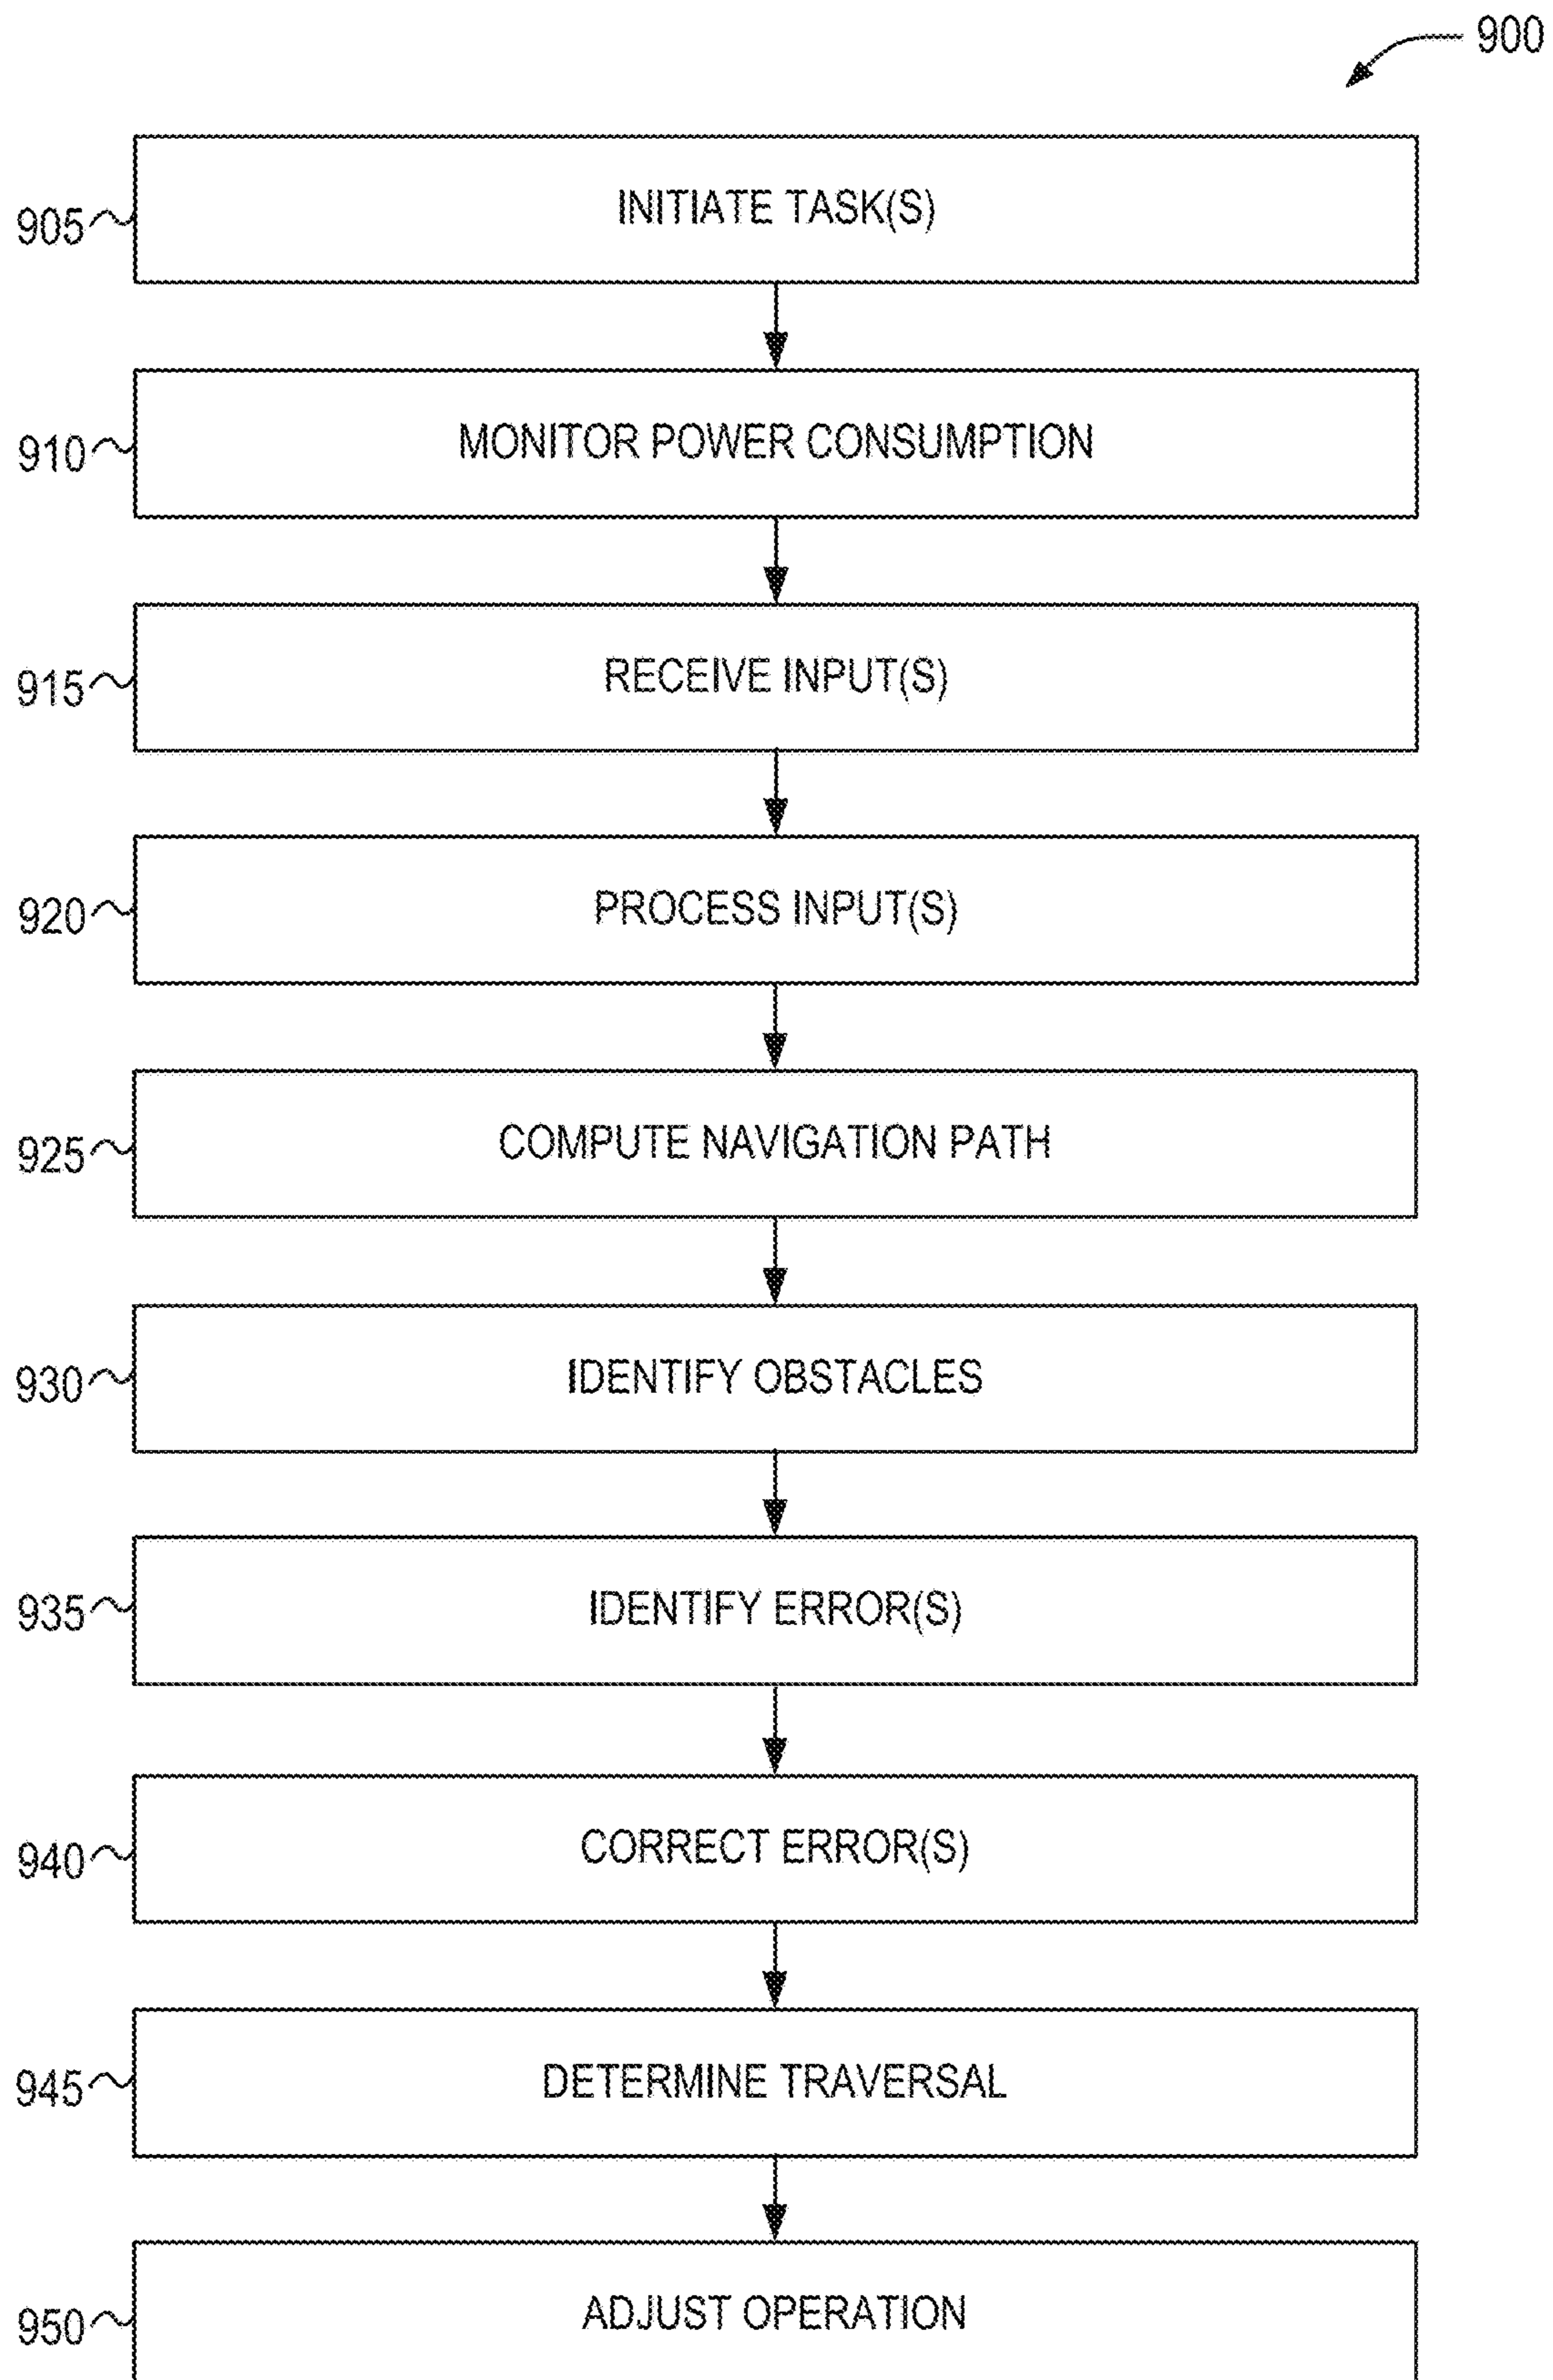 900
905
INITIATE TASK(S)
910
MONITOR POWER CONSUMPTION
915
RECEIVE INPUT(S)
920
PROCESS INPUT(S)
925
COMPUTE NAVIGATION PATH
930
IDENTIFY OBSTACLES
935
IDENTIFY ERROR(S)
940
CORRECT ERROR(S)
945
DETERMINE TRAVERSAL
950
ADJUST OPERATION